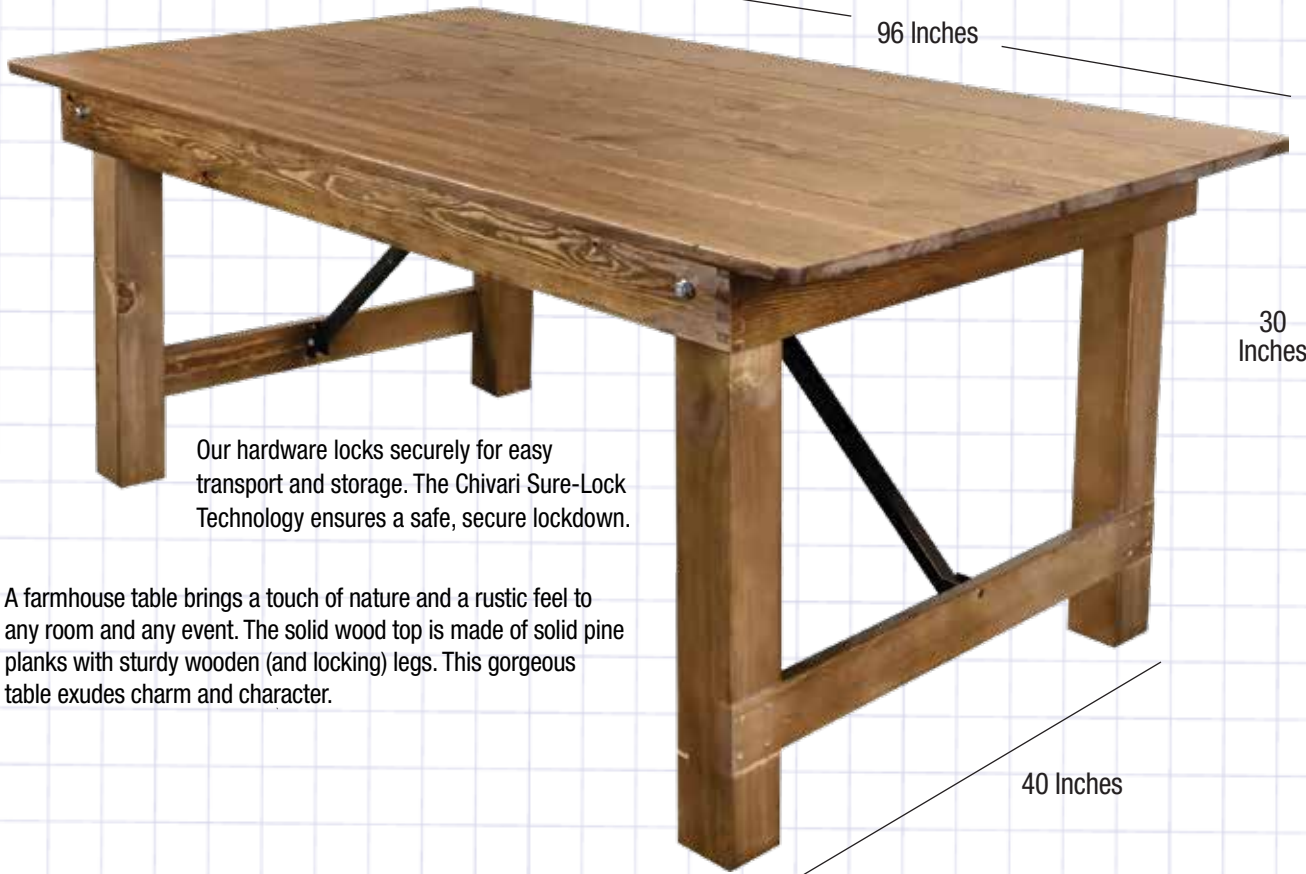 96 Inches
30
Inches
Our hardware locks securely for easy
transport and storage. The Chivari Sure-Lock
Technology ensures a safe, secure lockdown.
A farmhouse table brings a touch of nature and a rustic feel to
any room and any event. The solid wood top is made of solid pine
planks with sturdy wooden (and locking) legs. This gorgeous
table exudes charm and character.
40 Inches